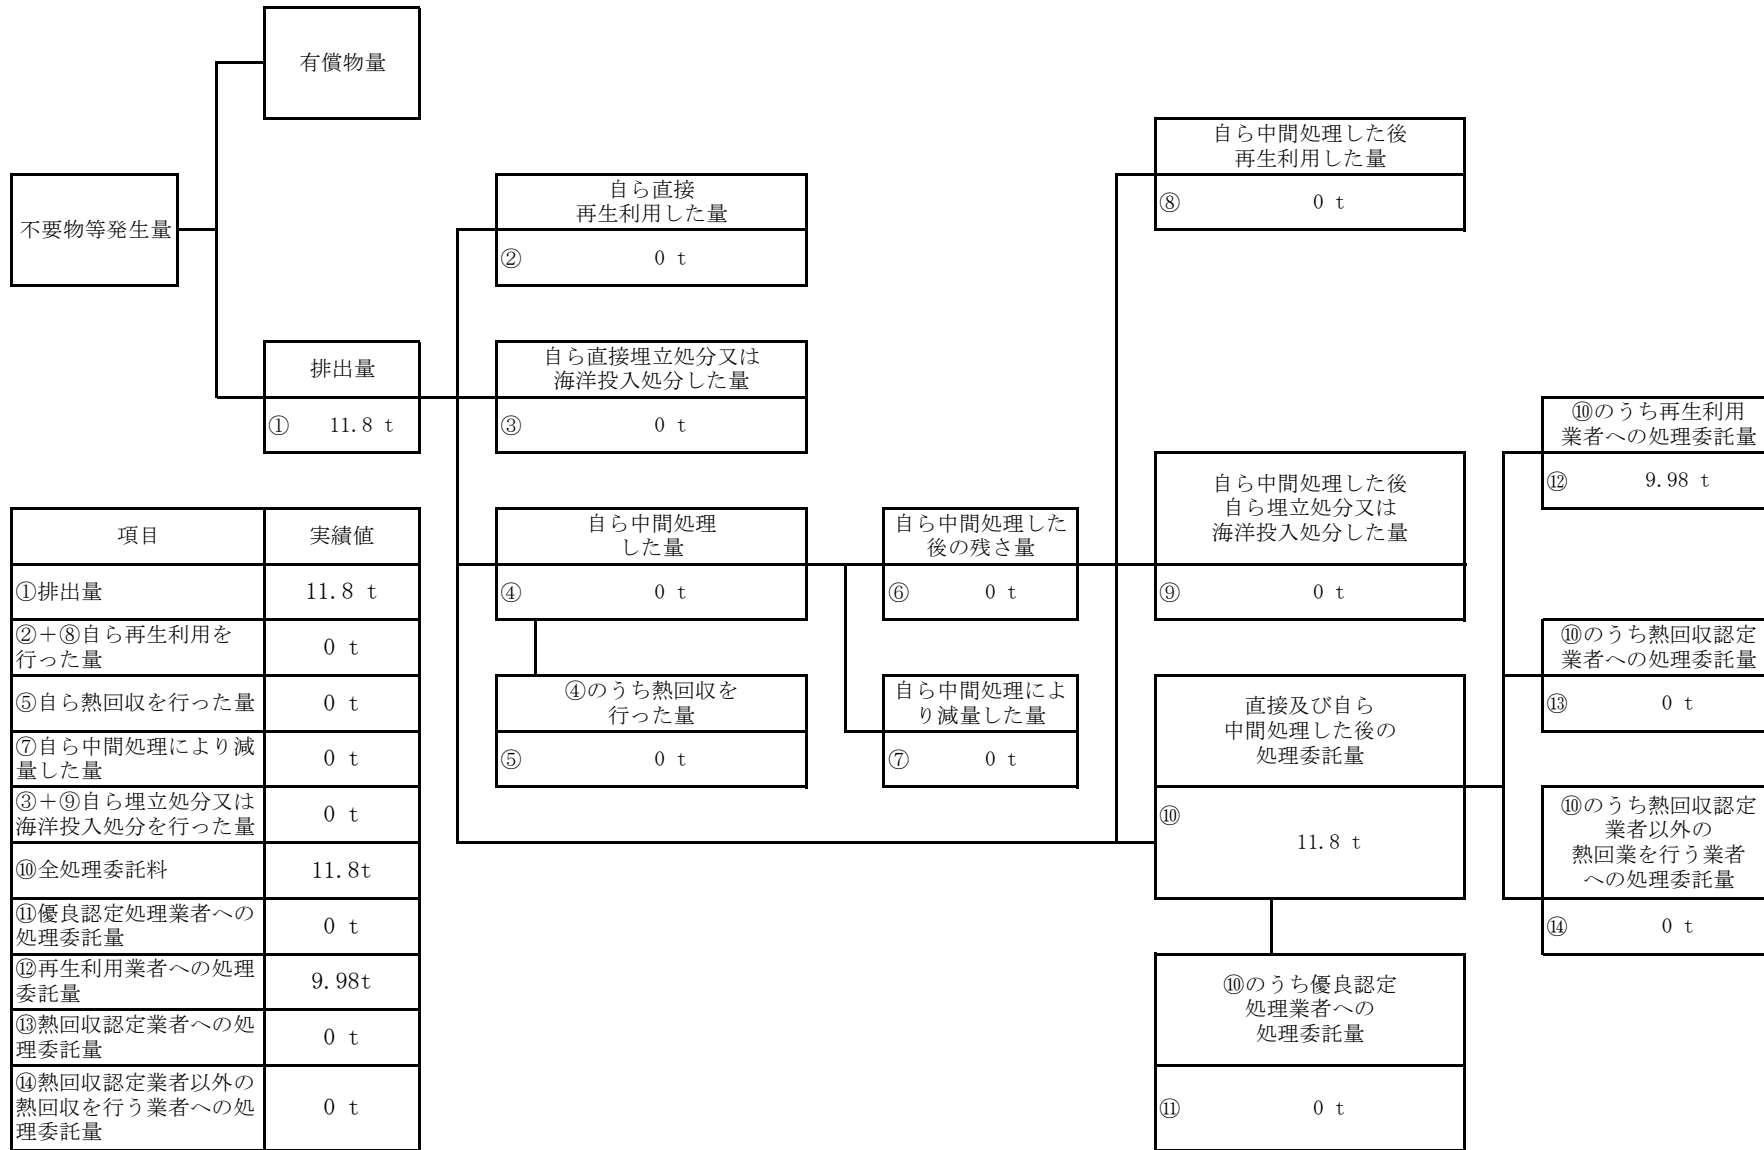 有償物量
不要物等発生量
排出量
① 11.8 t
自ら直接
再生利用した量
② 0 t
自ら直接埋立処分又は
海洋投入処分した量
③ 0 t
自ら中間処理
した量
④ 0 t
④のうち熱回収を
行った量
⑤ 0 t
自ら中間処理した
後の残さ量
⑥ 0 t
自ら中間処理によ
り減量した量
⑦ 0 t
自ら中間処理した後
再生利用した量
⑧ 0 t
自ら中間処理した後
自ら埋立処分又は
海洋投入処分した量
⑨ 0 t
直接及び自ら
中間処理した後の
処理委託量
⑩
11.8 t
⑩のうち優良認定
処理業者への
処理委託量
⑪ 0 t
⑩のうち再生利用
業者への処理委託量
⑫ 9.98 t
⑩のうち熱回収認定
業者への処理委託量
⑬ 0 t
⑩のうち熱回収認定
業者以外の
熱回業を行う業者
への処理委託量
⑭ 0 t
項目 実績値
①排出量 11.8 t
②＋⑧自ら再生利用を
行った量 0 t
⑤自ら熱回収を行った量 0 t
⑦自ら中間処理により減
量した量 0 t
③＋⑨自ら埋立処分又は
海洋投入処分を行った量 0 t
⑩全処理委託料 11.8t
⑪優良認定処理業者への
処理委託量 0 t
⑫再生利用業者への処理
委託量 9.98t
⑬熱回収認定業者への処
理委託量 0 t
⑭熱回収認定業者以外の
熱回収を行う業者への処
理委託量 0 t